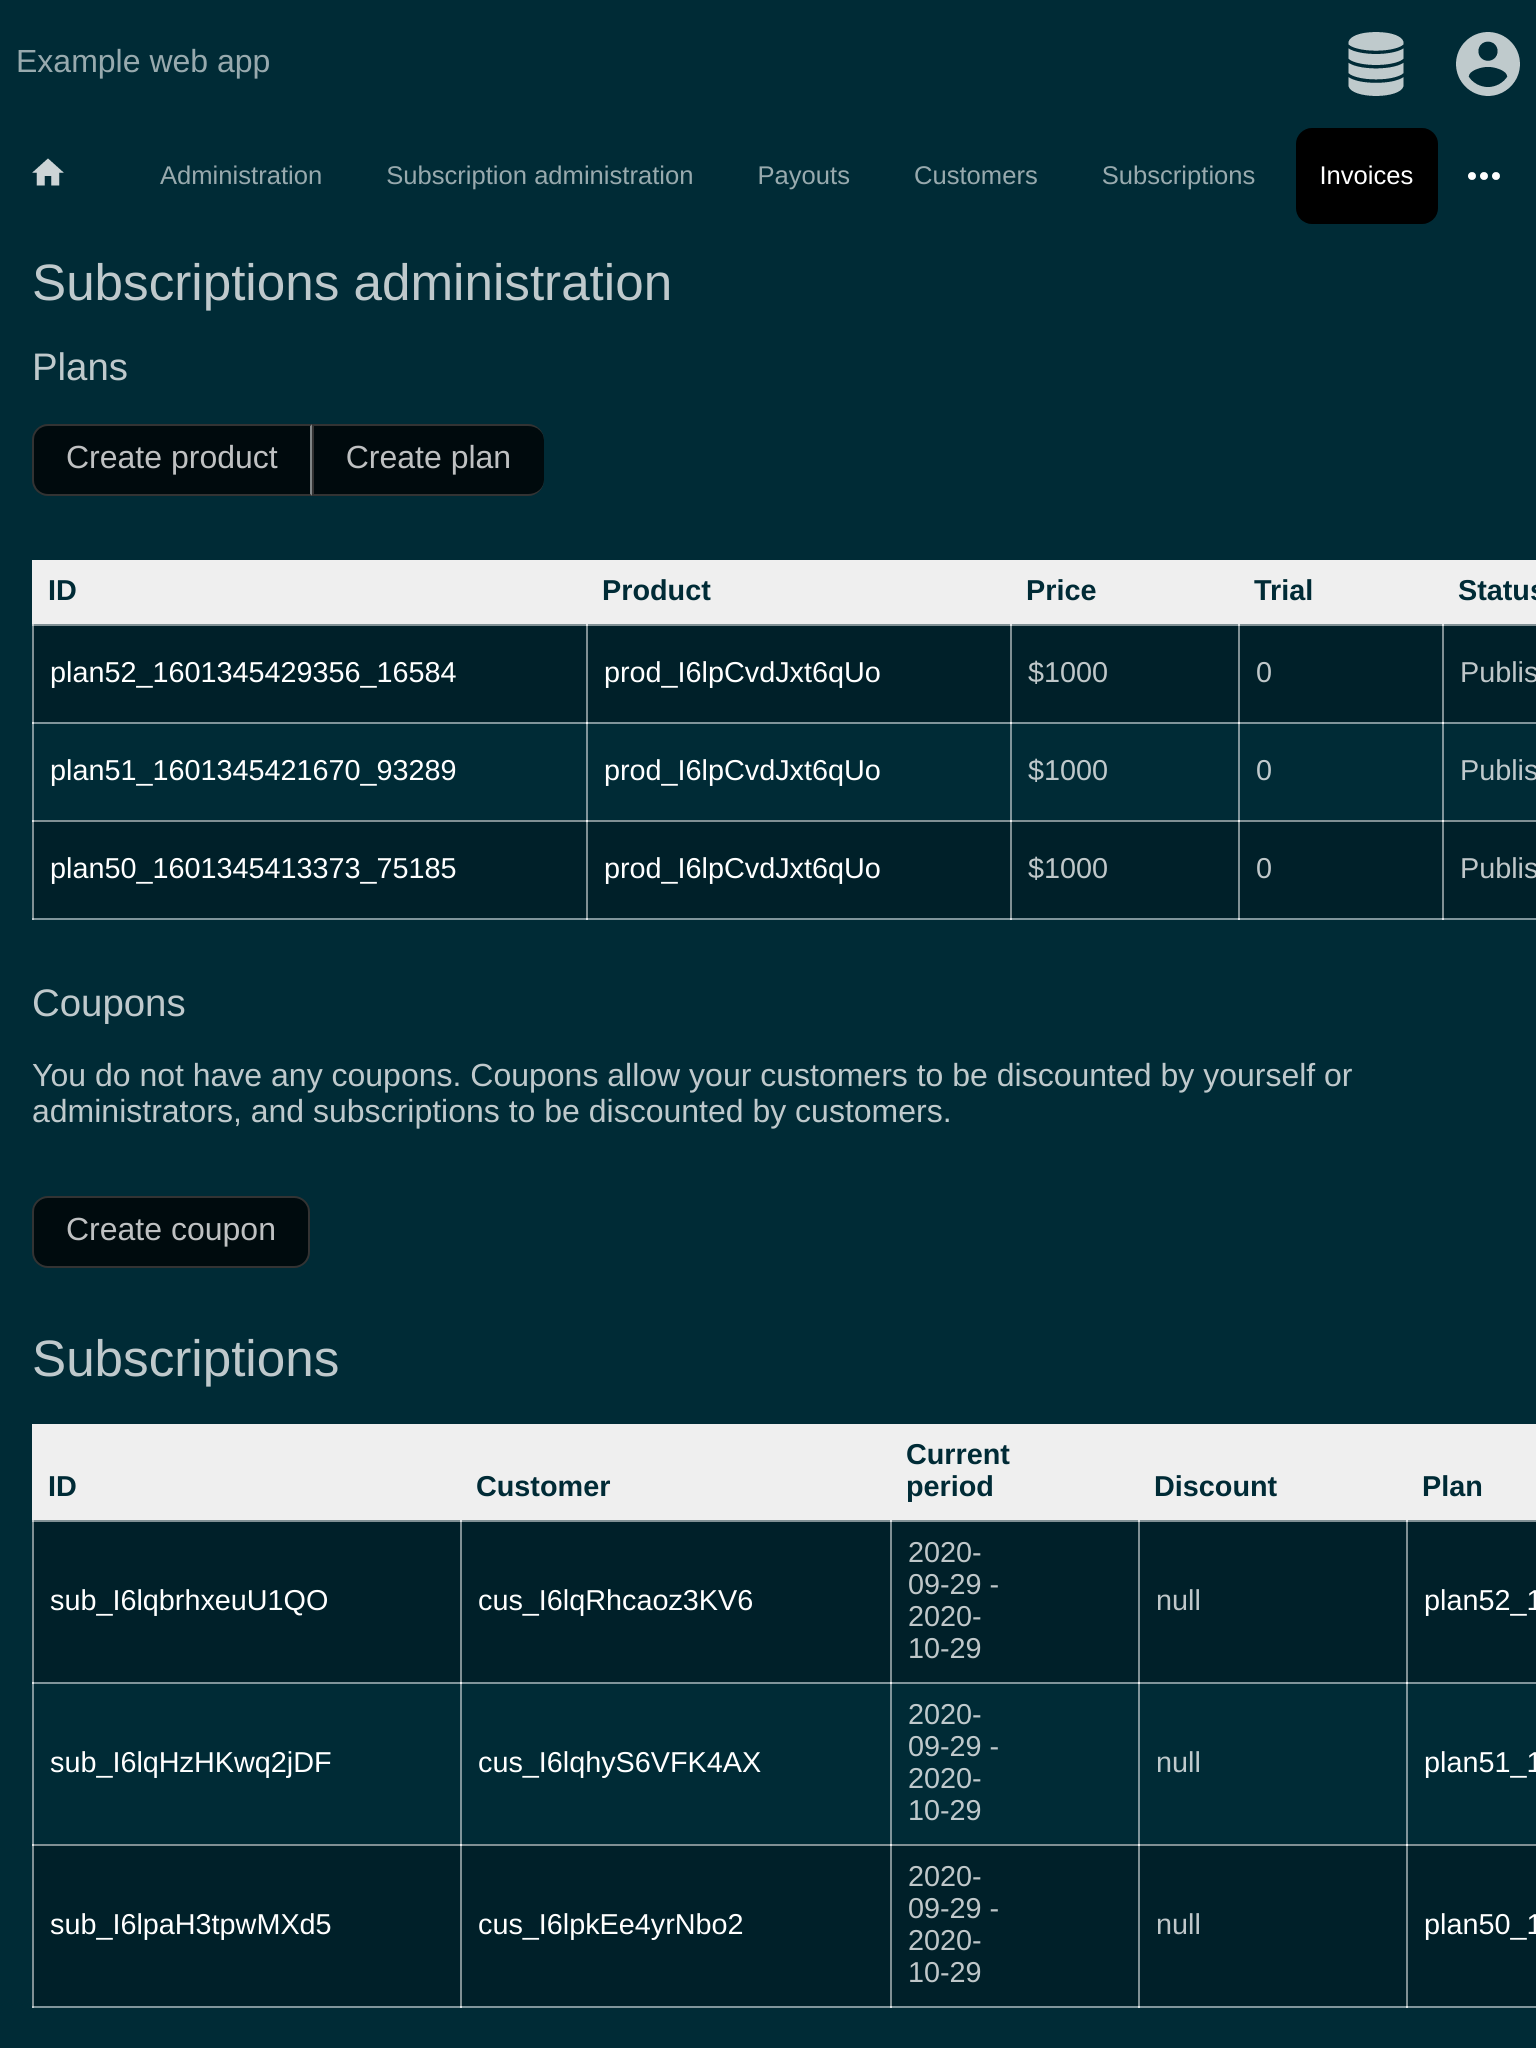 Example web app
Administration Subscription administration Payouts Customers Subscriptions Invoices
Subscriptions administration
Plans
Create product Create plan
ID Product Price Trial Status
plan52_1601345429356_16584 prod_I6lpCvdJxt6qUo $1000 0 Publis
plan51_1601345421670_93289 prod_I6lpCvdJxt6qUo $1000 0 Publis
plan50_1601345413373_75185 prod_I6lpCvdJxt6qUo $1000 0 Publis
Coupons
You do not have any coupons. Coupons allow your customers to be discounted by yourself or
administrators, and subscriptions to be discounted by customers.
Create coupon
Subscriptions
Current
ID Customer period Discount Plan
2020-
09-29 -
sub_I6lqbrhxeuU1QO cus_I6lqRhcaoz3KV6 null plan52_1
2020-
10-29
2020-
09-29 -
sub_I6lqHzHKwq2jDF cus_I6lqhyS6VFK4AX null plan51_1
2020-
10-29
2020-
09-29 -
sub_I6lpaH3tpwMXd5 cus_I6lpkEe4yrNbo2 null plan50_1
2020-
10-29